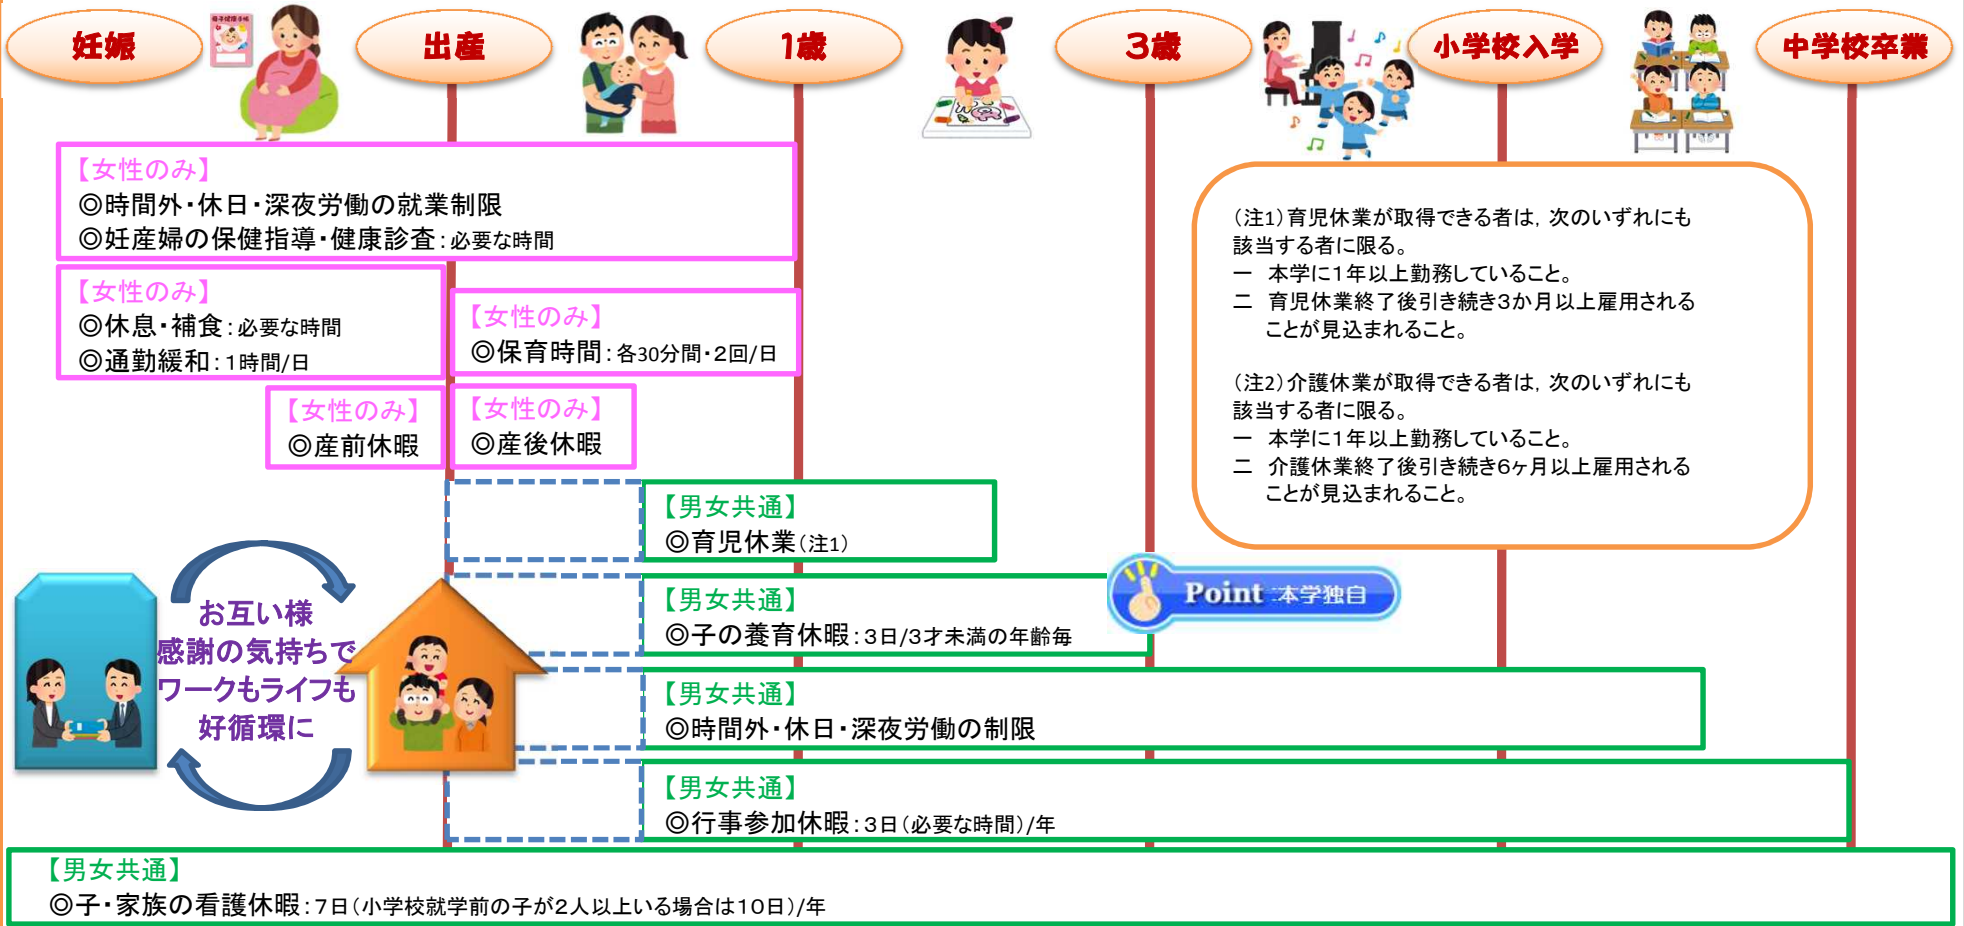 妊娠
出産
1歳
3歳
小学校入学
中学校卒業
母子健康手帳
【女性のみ】
◎時間外・休日・深夜労働の就業制限
◎妊産婦の保健指導・健康診査：必要な時間
【女性のみ】
◎休息・補食：必要な時間
◎通勤緩和：1時間/日
【女性のみ】
◎保育時間：各30分間・2回/日
【女性のみ】
◎産前休暇
【女性のみ】
◎産後休暇
（注1）育児休業が取得できる者は，次のいずれにも
該当する者に限る。
一　本学に1年以上勤務していること。
二　育児休業終了後引き続き3か月以上雇用される
ことが見込まれること。
（注2）介護休業が取得できる者は，次のいずれにも
該当する者に限る。
一　本学に1年以上勤務していること。
二　介護休業終了後引き続き6ヶ月以上雇用される
ことが見込まれること。
【男女共通】
◎育児休業（注1）
【男女共通】
◎子の養育休暇：3日/3才未満の年齢毎
Point :本学独自
お互い様
感謝の気持ちで
ワークもライフも
好循環に
【男女共通】
◎時間外・休日・深夜労働の制限
【男女共通】
◎行事参加休暇：3日（必要な時間）/年
【男女共通】
◎子・家族の看護休暇：7日（小学校就学前の子が2人以上いる場合は10日）/年